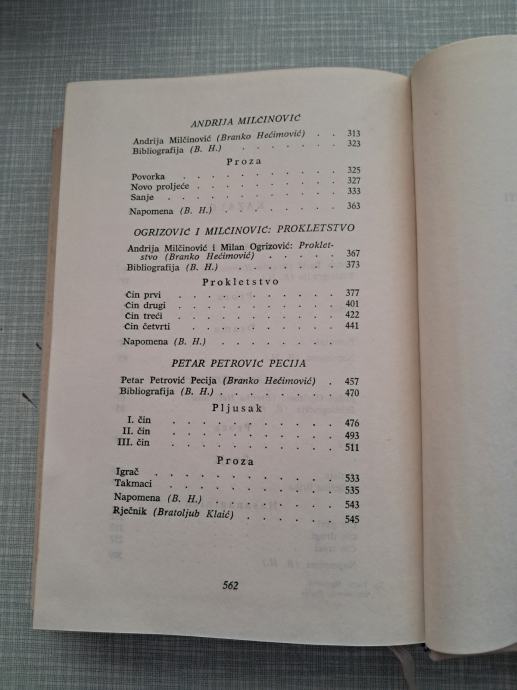 ANDRIJA MILČINOVIĆ
Andrija Milčinović (Branko Hećimović) . . 313
Bibliografija (B. H.) . . . . . . . 323
Proza
Povorka . . . . . . . . . 325
Novo proljeće . . . . . . . . 327
Sanje . . . . . . . . . . 333
Napomena (B. H.) . . . . . . . 363
OGRIZOVIĆ I MILČINOVIĆ: PROKLETSTVO
Andrija Milčinović i Milan Ogrizović: Proklet-
stvo (Branko Hećimović) . . . . . 367
Bibliografija (B. H.) . . . . . . . 373
Prokletstvo
Čin prvi . . . . . . . . . 377
Čin drugi . . . . . . . . . 401
Čin treći . . . . . . . . . 422
Čin četvrti . . . . . . . . . 441
Napomena (B. H.) . . . . . . .
PETAR PETROVIĆ PECIJA
Petar Petrović Pecija (Branko Hećimović) . 457
Bibliografija (B. H.) . . . . . . . 470
Pljusak
I. čin . . . . . . . . . 476
II. čin . . . . . . . . . 493
III. čin . . . . . . . . . 511
Proza
Igrač . . . . . . . . . . 533
Takmaci . . . . . . . . . 535
Napomena (B. H.) . . . . . . . 543
Rječnik (Bratoljub Klaić) . . . . . . 545
562